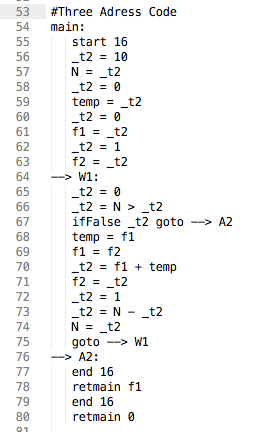 53 #Three Adress Code
54 main:
55 start 16
56 _t2 = 10
57 N = _t2
58 _t2 = 0
59 temp = _t2
60 _t2 = 0
61 f1 = _t2
62 _t2 = 1
63 f2 = _t2
64 --> W1:
65 _t2 = 0
66 _t2 = N > _t2
67 ifFalse _t2 goto --> A2
68 temp = f1
69 f1 = f2
70 _t2 = f1 + temp
71 f2 = _t2
72 _t2 = 1
73 _t2 = N - _t2
74 N = _t2
75 goto --> W1
76 --> A2:
77 end 16
78 retmain f1
79 end 16
80 retmain 0
81